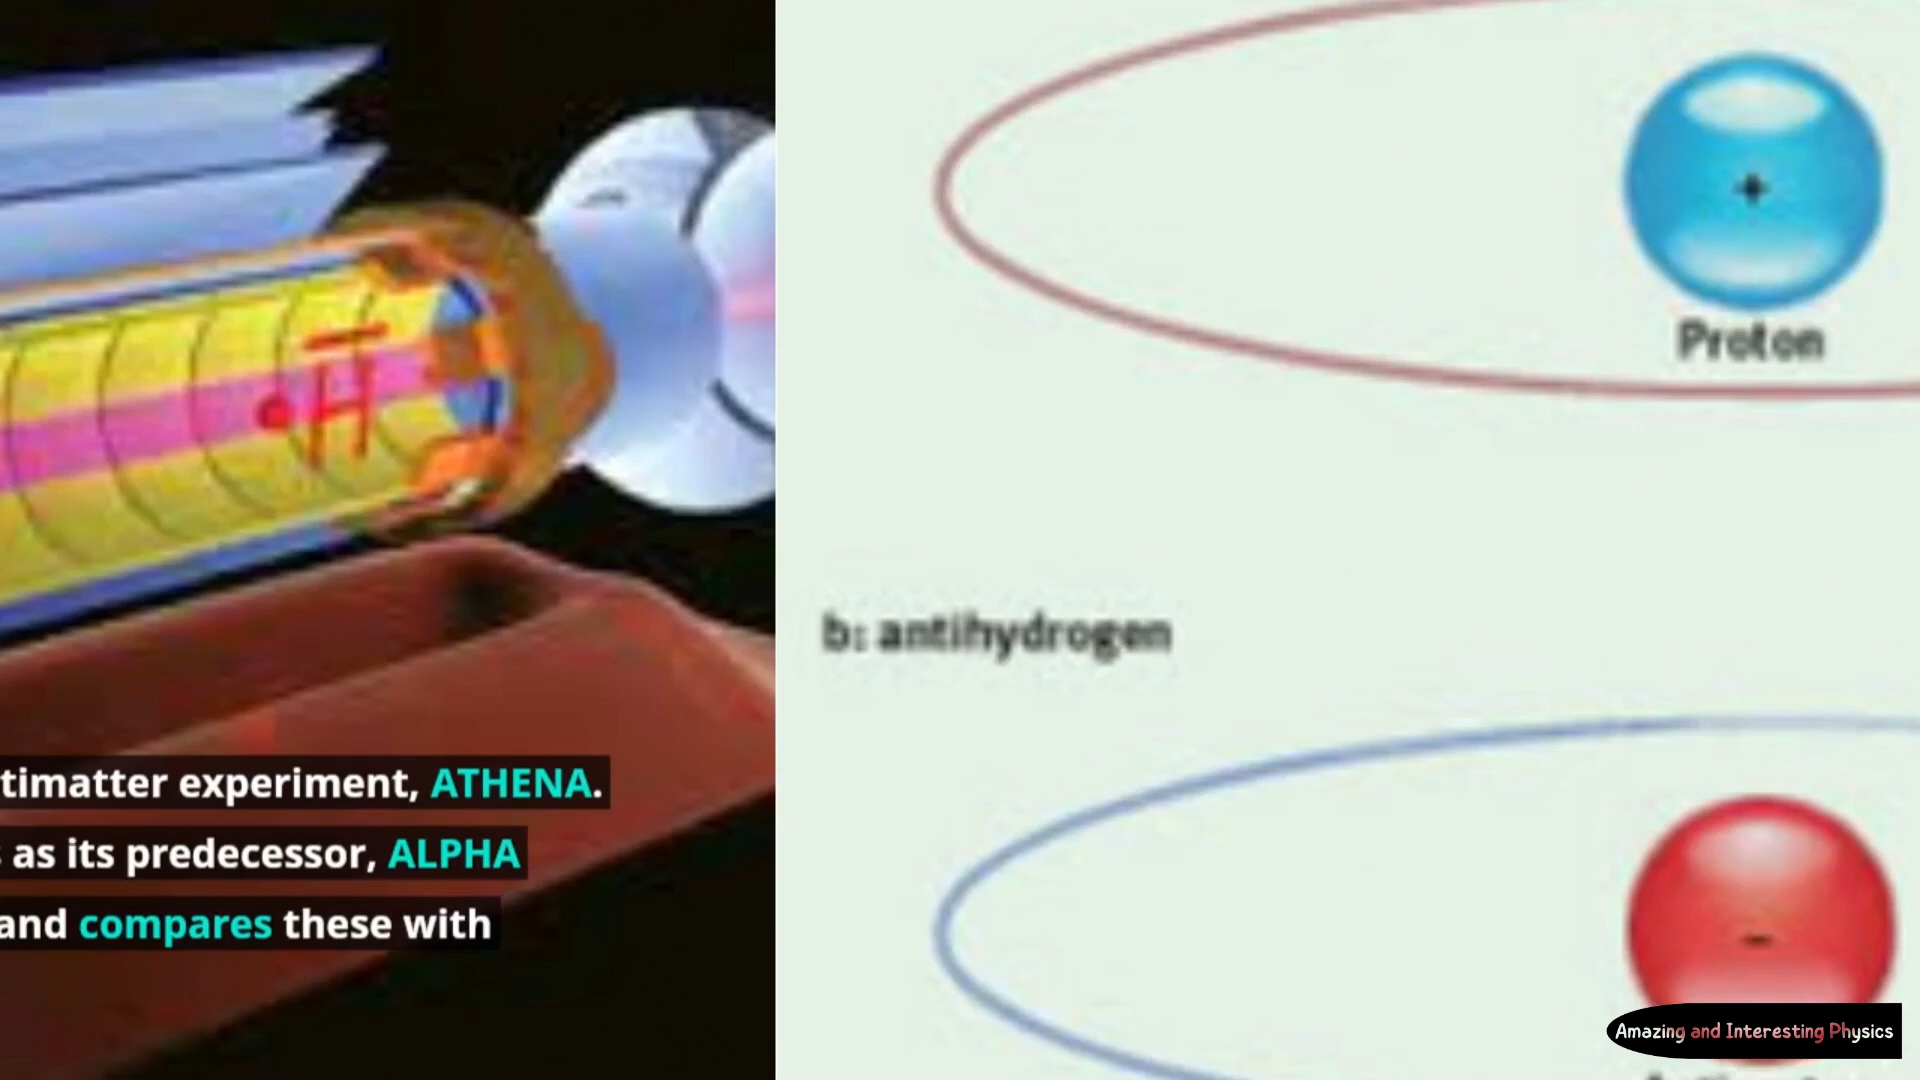 timatter experiment, ATHENA.
as its predecessor, ALPHA
and compares these with
H
+
Proton
b: antihydrogen
-
Amazing and Interesting Physics